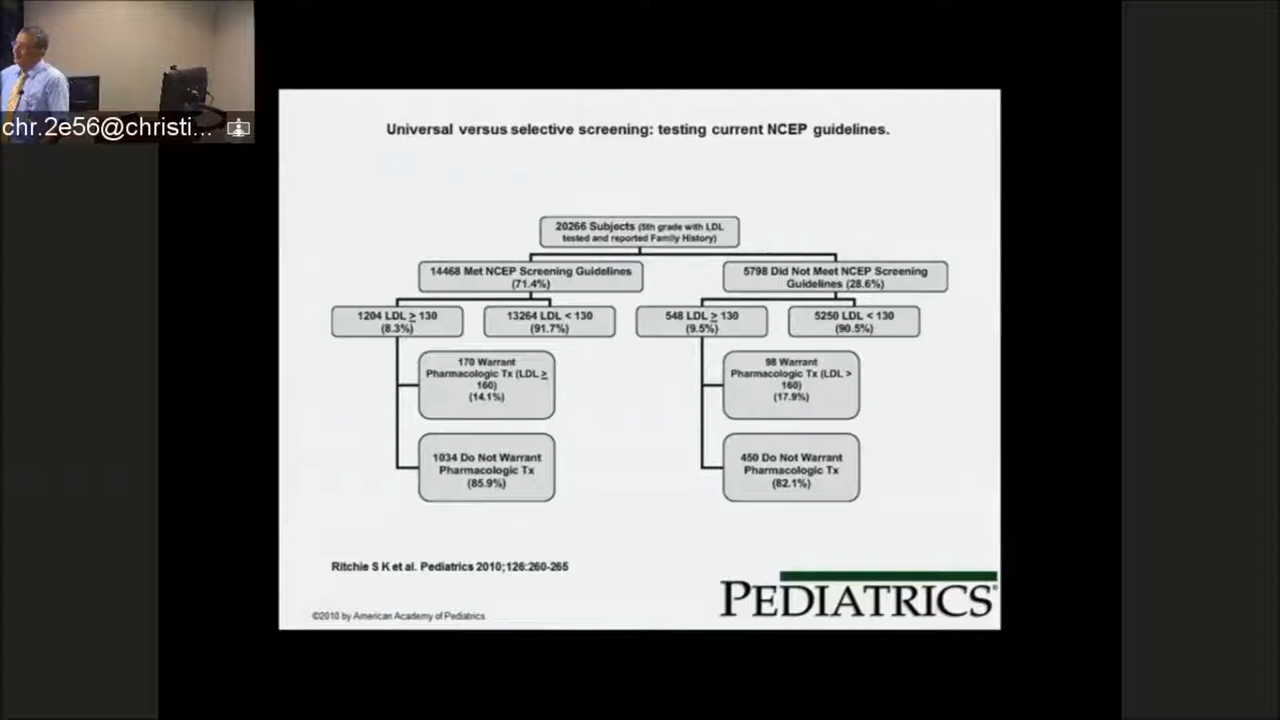 chr.2e56@christi...
Universal versus selective screening: testing current NCEP guidelines.
20266 Subjects (5th grade with LDL
tested and reported Family History)
14468 Met NCEP Screening Guidelines
(71.4%)
5798 Did Not Meet NCEP Screening
Guidelines (28.6%)
1204 LDL ≥ 130
(8.3%)
13264 LDL < 130
(91.7%)
548 LDL ≥ 130
(9.5%)
5250 LDL < 130
(90.5%)
170 Warrant
Pharmacologic Tx (LDL ≥
160)
(14.1%)
98 Warrant
Pharmacologic Tx (LDL >
160)
(17.9%)
1034 Do Not Warrant
Pharmacologic Tx
(85.9%)
450 Do Not Warrant
Pharmacologic Tx
(82.1%)
Ritchie S K et al. Pediatrics 2010;126:260-265
PEDIATRICS®
©2010 by American Academy of Pediatrics